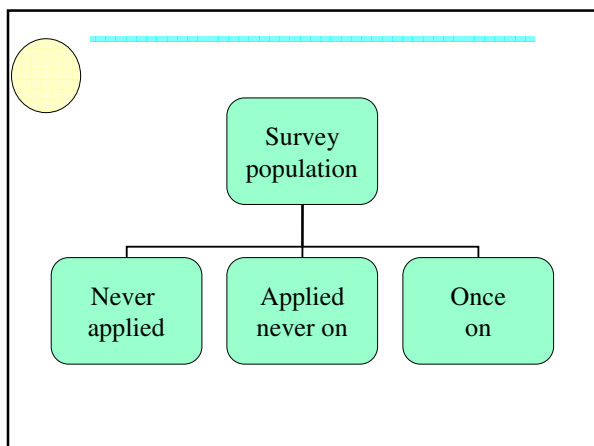 Survey
population
Never
applied
Applied
never on
Once
on